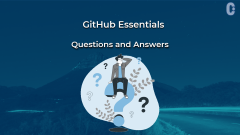 GitHub Essentials
Questions and Answers
? ? ? ?